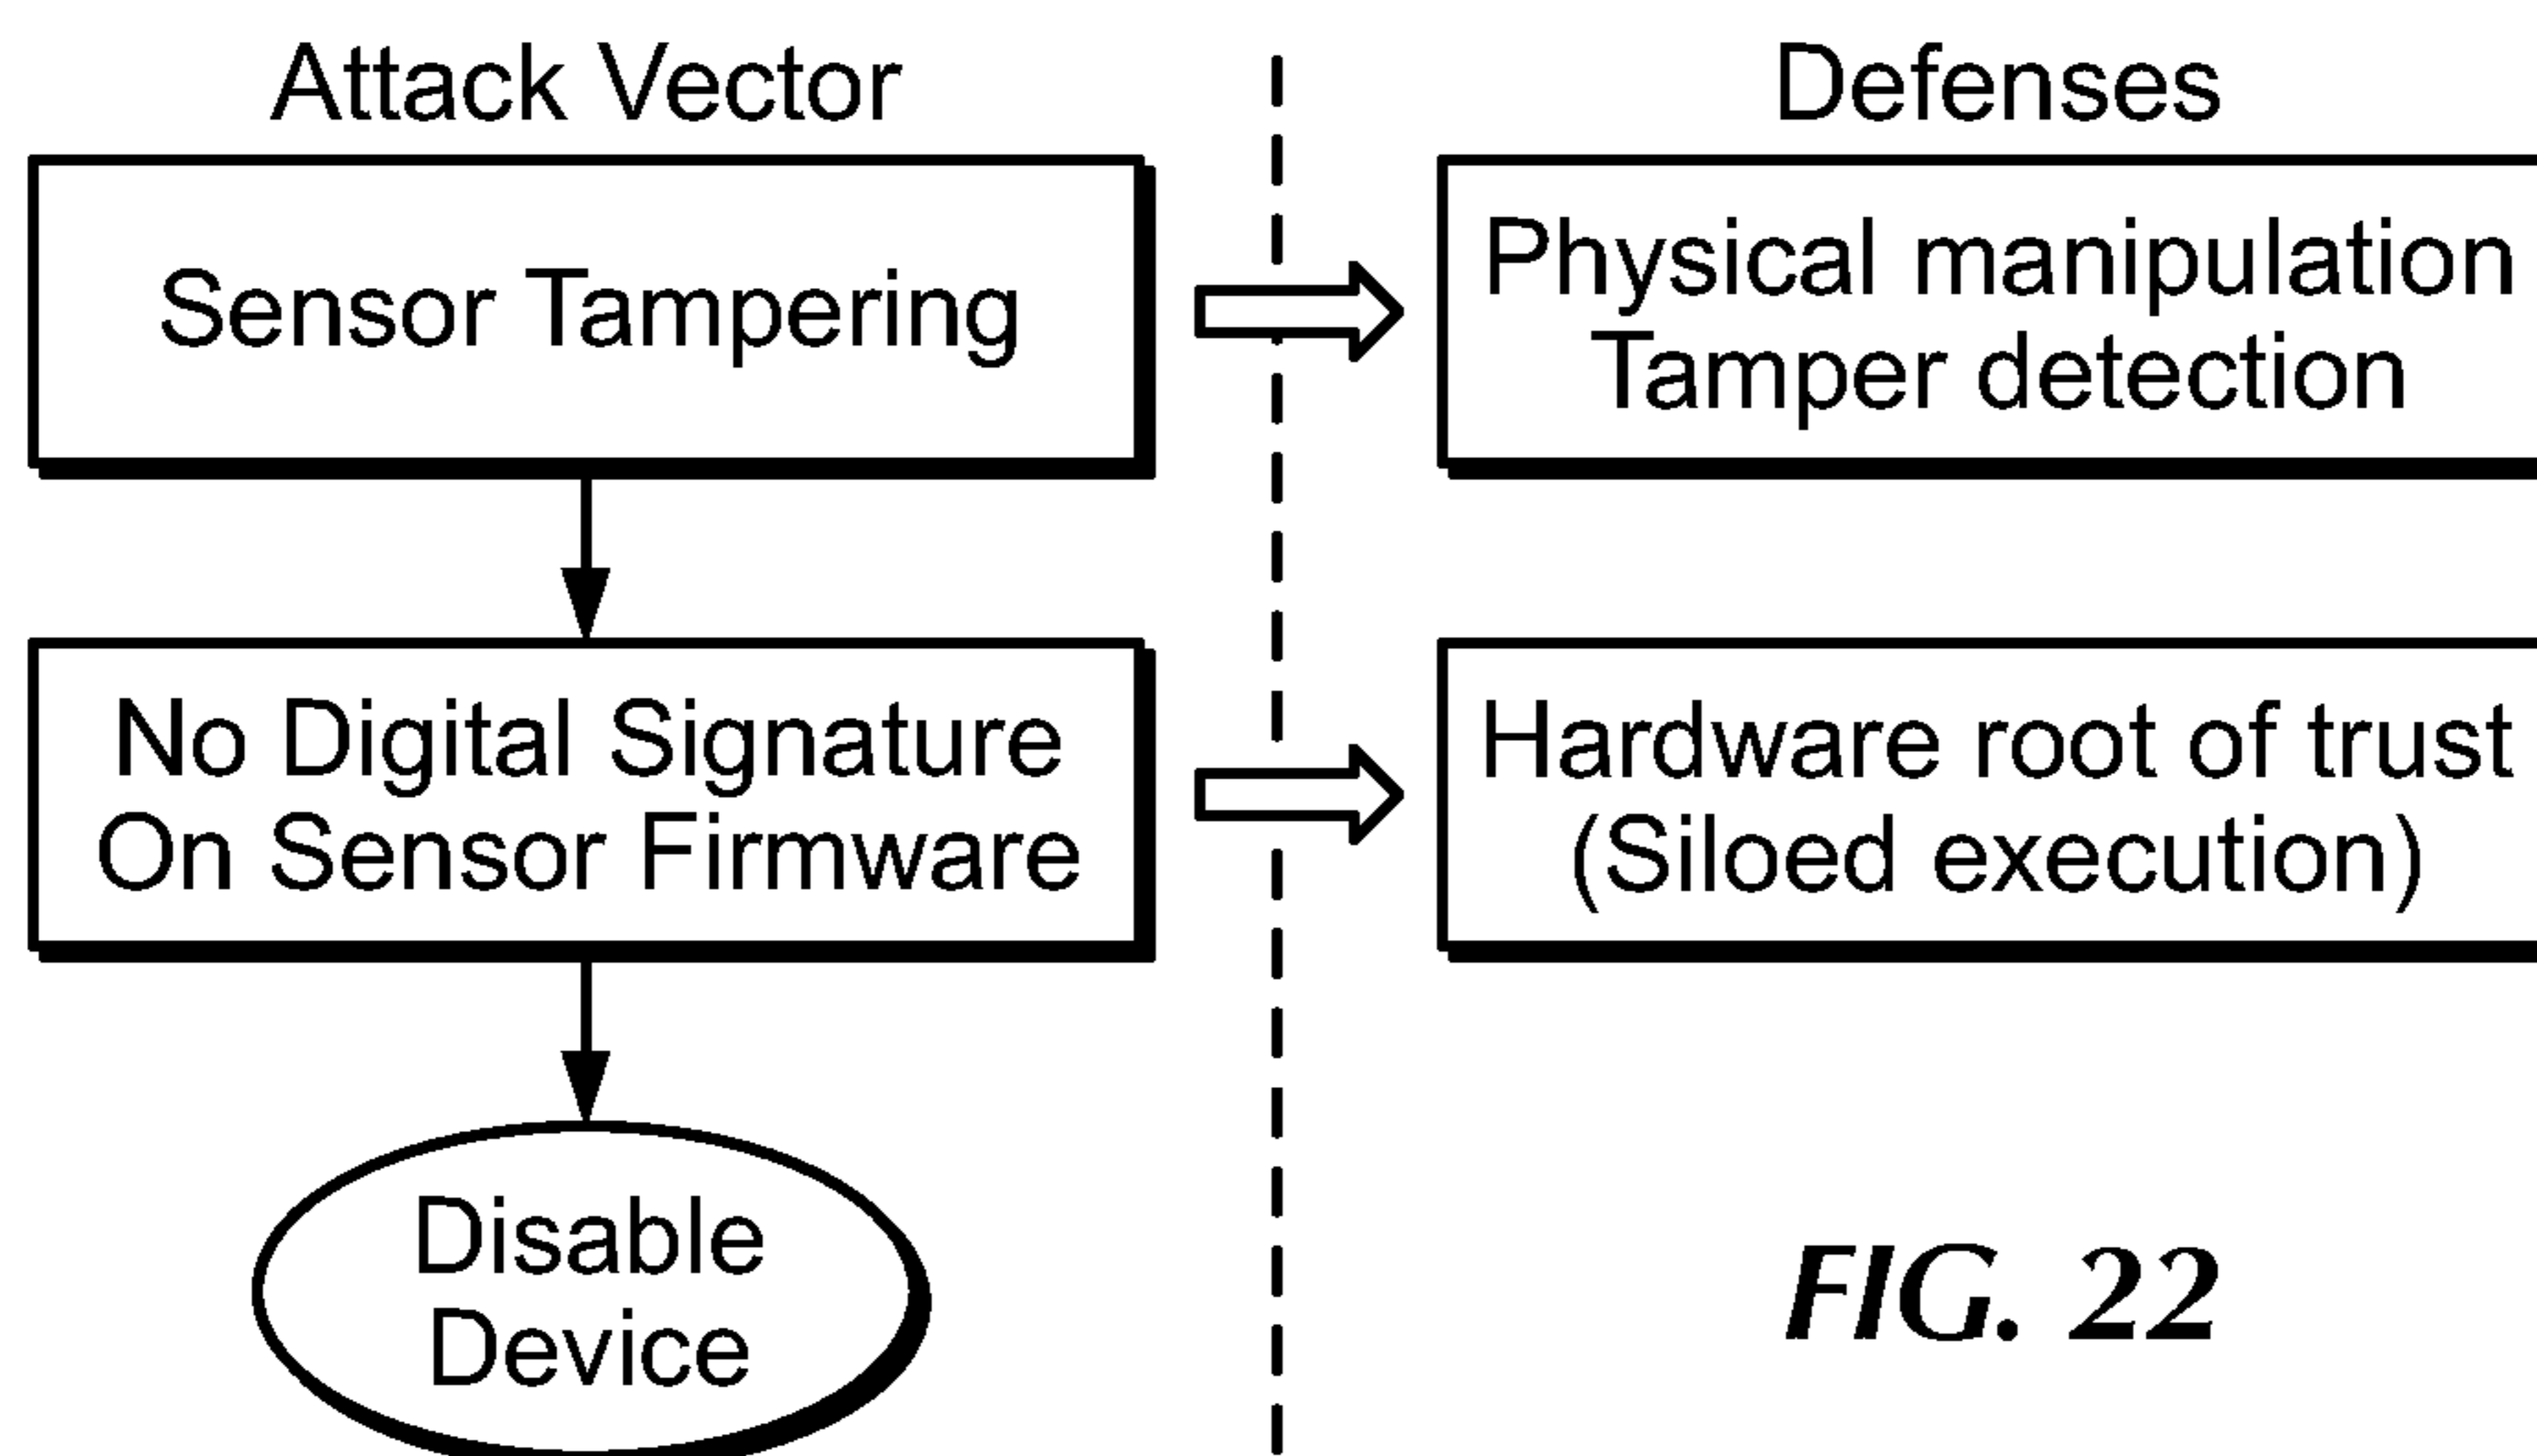 Attack Vector
Defenses
Sensor Tampering
Physical manipulation
Tamper detection
No Digital Signature
On Sensor Firmware
Hardware root of trust
(Siloed execution)
Disable
Device
FIG. 22